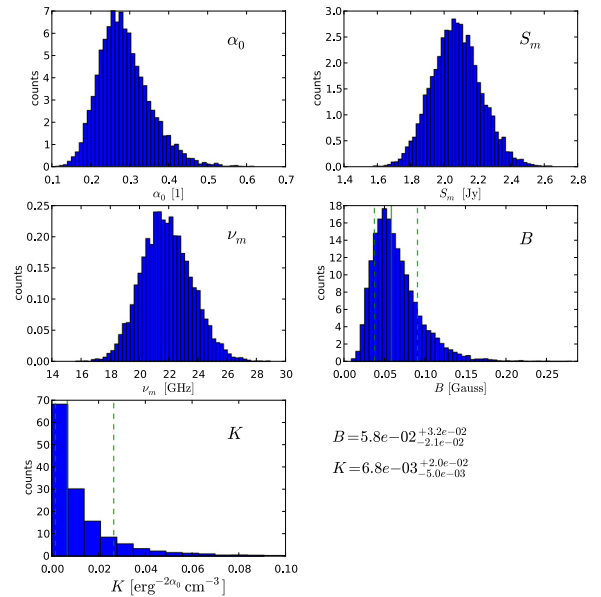 7
6
5
4
3
2
1
0
counts
α₀
0.1 0.2 0.3 0.4 0.5 0.6 0.7
α₀ [1]
3.0
2.5
2.0
1.5
1.0
0.5
0.0
counts
Sₘ
1.4 1.6 1.8 2.0 2.2 2.4 2.6 2.8
Sₘ [Jy]
0.25
0.20
0.15
0.10
0.05
0.00
counts
νₘ
14 16 18 20 22 24 26 28 30
νₘ [GHz]
18
16
14
12
10
8
6
4
2
0
counts
B
0.00 0.05 0.10 0.15 0.20 0.25
B [Gauss]
70
60
50
40
30
20
10
0
counts
K
0.00 0.02 0.04 0.06 0.08 0.10
K [erg^{-2α₀} cm^{-3}]
B=5.8e−02^{+3.2e−02}_{−2.1e−02}
K=6.8e−03^{+2.0e−02}_{−5.0e−03}